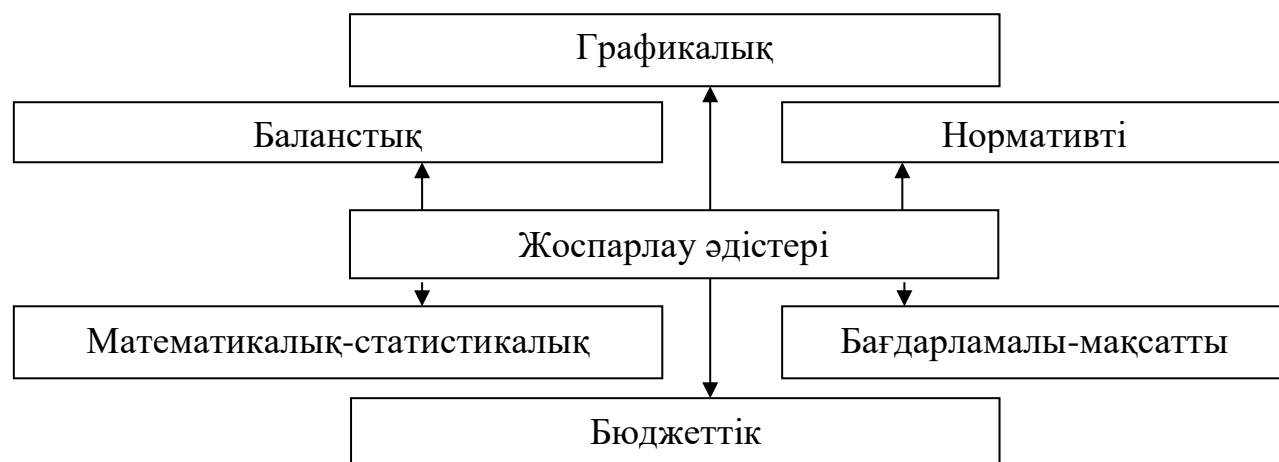 Графикалық
Баланстық
Нормативті
Жоспарлау әдістері
Математикалық-статистикалық
Бағдарламалы-мақсатты
Бюджеттік